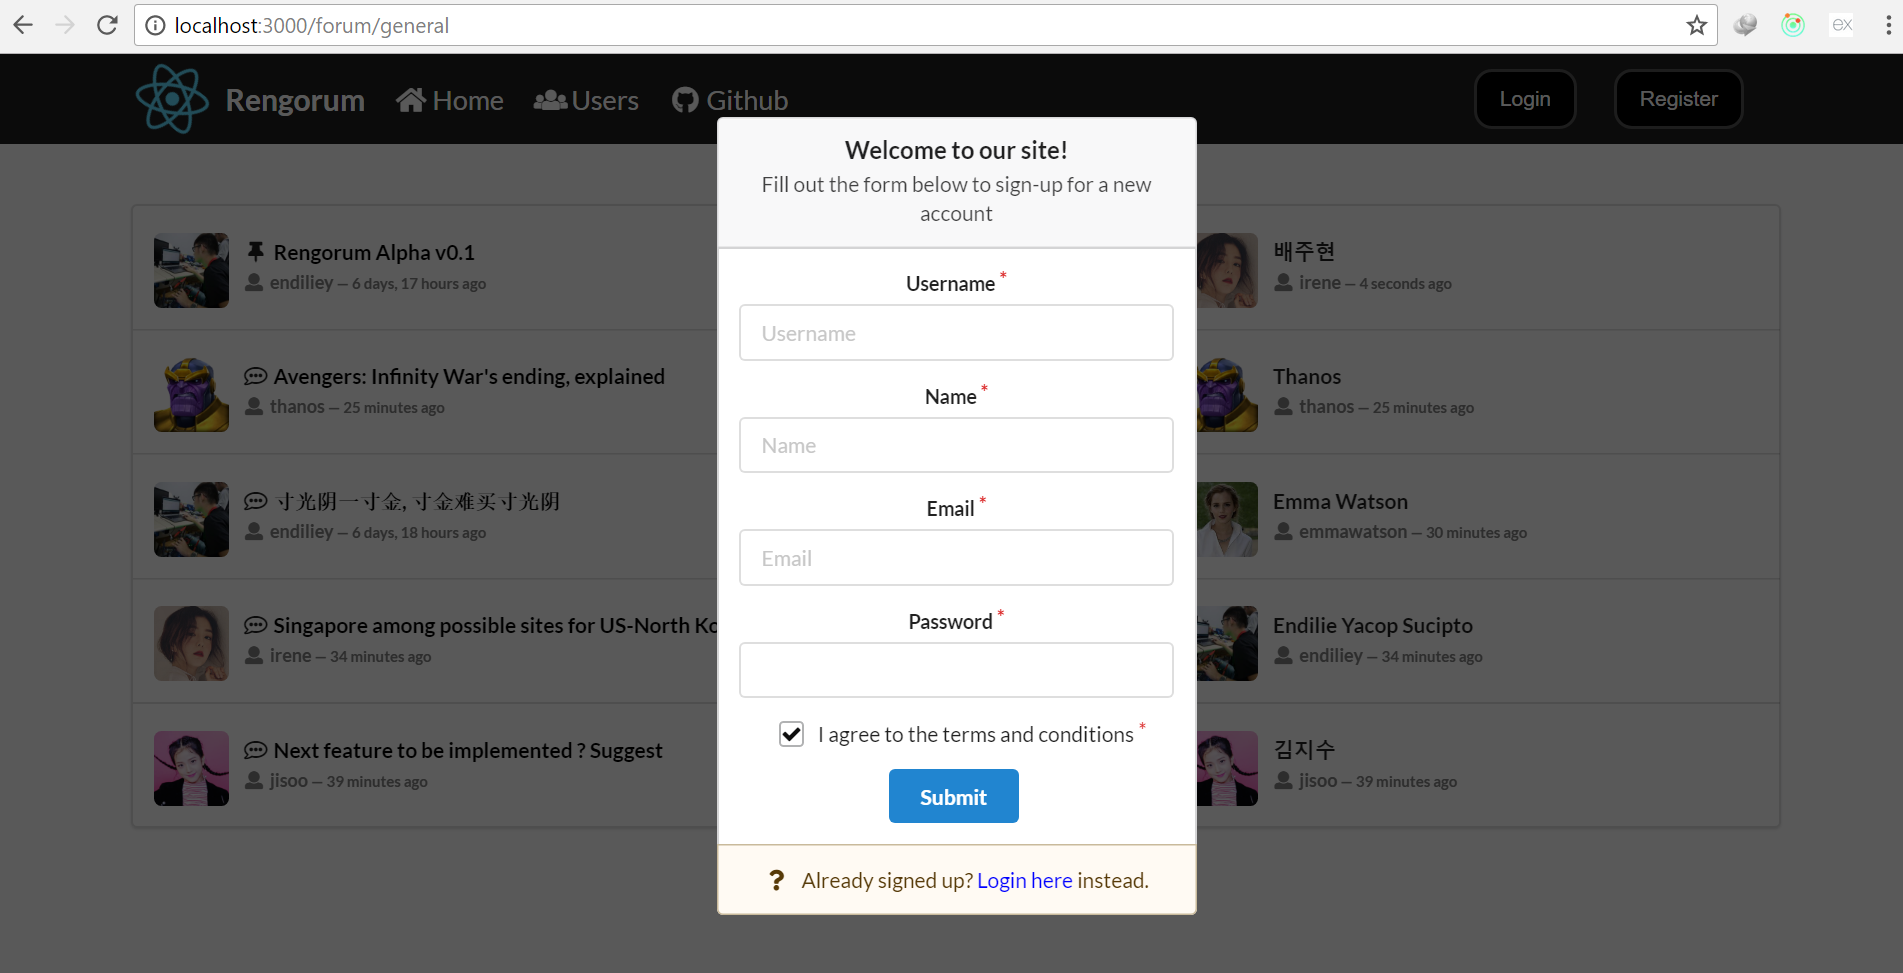 localhost:3000/forum/general
ex
Rengorum Home Users Github Login Register
Welcome to our site!
Fill out the form below to sign-up for a new
account
Username *
Username
Name *
Name
Email *
Email
Password *
I agree to the terms and conditions *
Submit
? Already signed up? Login here instead.
Rengorum Alpha v0.1
endiliey — 6 days, 17 hours ago
Avengers: Infinity War's ending, explained
thanos — 25 minutes ago
寸光阴一寸金, 寸金难买寸光阴
endiliey — 6 days, 18 hours ago
Singapore among possible sites for US-North Ko
irene — 34 minutes ago
Next feature to be implemented ? Suggest
jisoo — 39 minutes ago
배주현
irene — 4 seconds ago
Thanos
thanos — 25 minutes ago
Emma Watson
emmawatson — 30 minutes ago
Endilie Yacop Sucipto
endiliey — 34 minutes ago
김지수
jisoo — 39 minutes ago